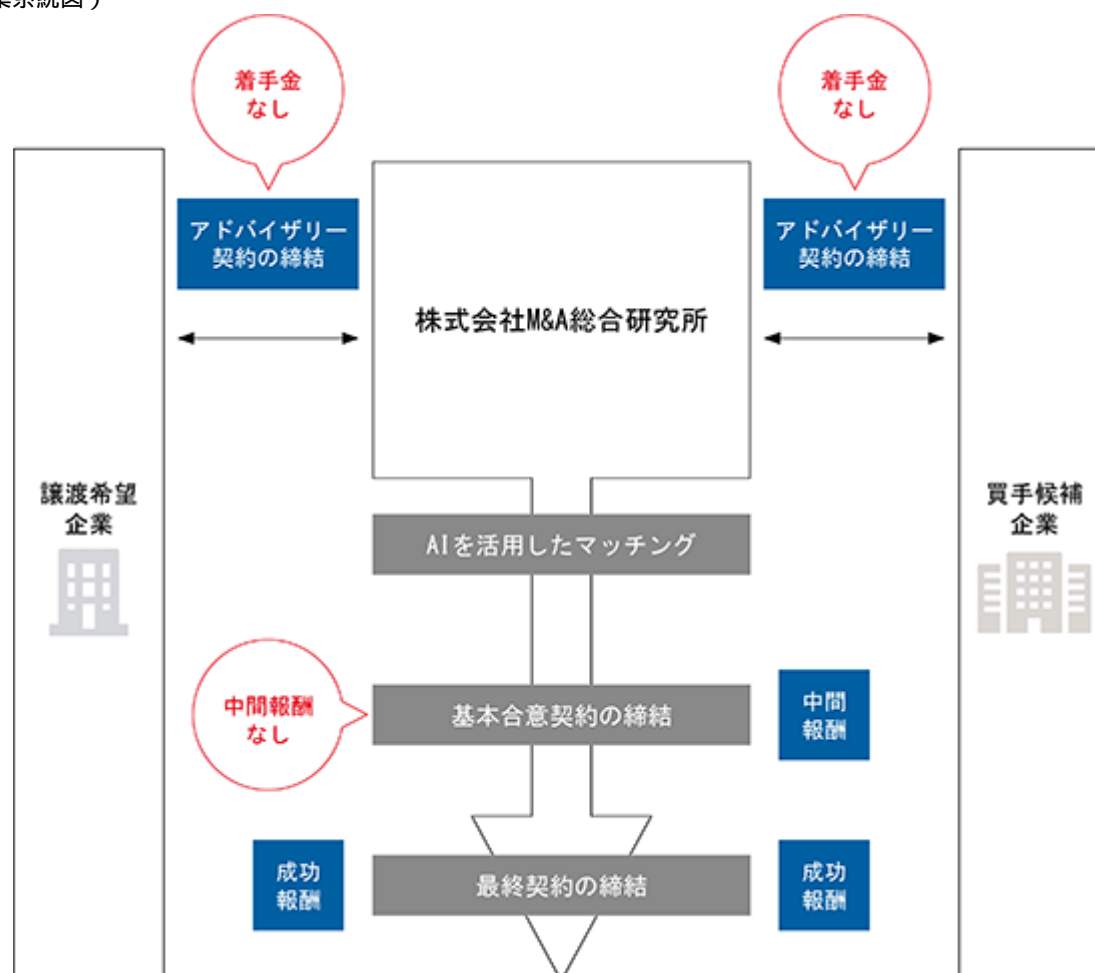 業系統図）
着手金
なし
着手金
なし
アドバイザリー
契約の締結
アドバイザリー
契約の締結
株式会社M&A総合研究所
譲渡希望
企業
買手候補
企業
AIを活用したマッチング
中間報酬
なし
基本合意契約の締結
中間
報酬
成功
報酬
最終契約の締結
成功
報酬